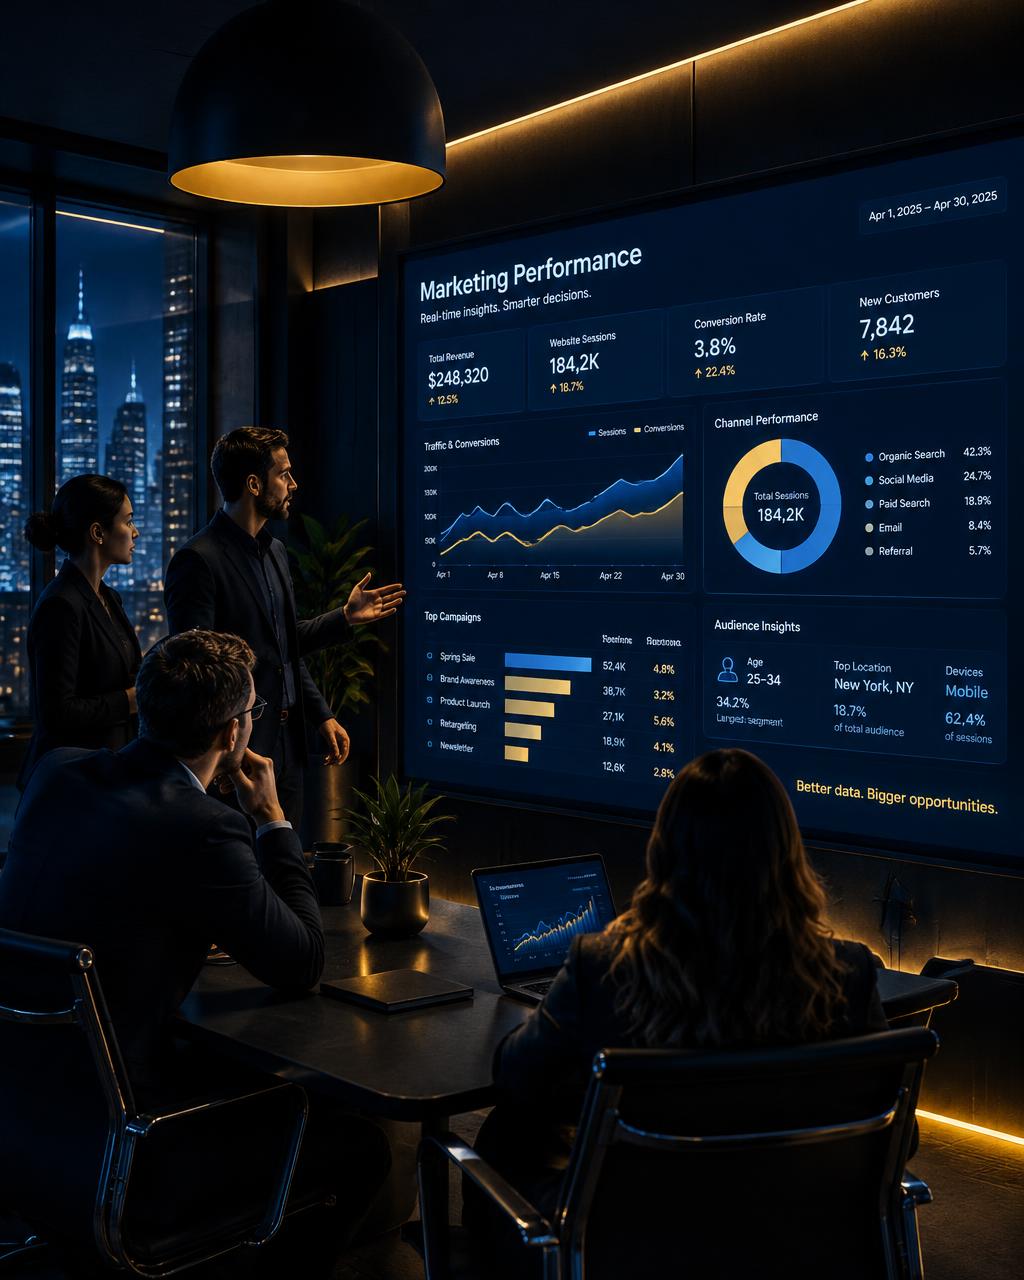 Apr 1, 2025 – Apr 30, 2025
Marketing Performance
Real-time insights. Smarter decisions.
Total Revenue
$248,320
↑ 12.5%
Website Sessions
184,2K
↑ 18.7%
Conversion Rate
3.8%
↑ 22.4%
New Customers
7,842
↑ 16.3%
Traffic & Conversions
Sessions
Conversions
200K
100K
50K
0
Apr 1
Apr 8
Apr 15
Apr 22
Apr 30
Channel Performance
Total Sessions
184,2K
Organic Search 42.3%
Social Media 24.7%
Paid Search 18.9%
Email 8.4%
Referral 5.7%
Top Campaigns
Spring Sale 52,4K 4.8%
Brand Awareness 38,7K 3.2%
Product Launch 27,1K 5.6%
Retargeting 18,9K 4.1%
Newsletter 12,6K 2.8%
Audience Insights
Age
25–34
34.2%
Top Location
New York, NY
18.7%
of total audience
Devices
Mobile
62,4%
of sessions
Better data. Bigger opportunities.